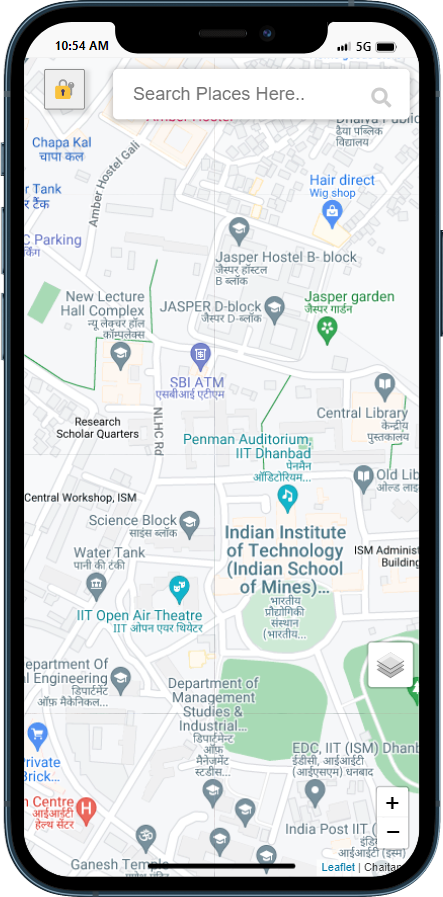 10:54 AM
5G
Search Places Here..
Amber Hostel
Dhaiya Public
ढैया पब्लिक
विद्यालय
Chapa Kal
चापा कल
Amber Hostel Gali
Hair direct
Wig shop
Tank
टैंक
C Parking
किंग
Jasper Hostel B- block
जैस्पर हॉस्टल
B ब्लॉक
New Lecture
Hall Complex
न्यू लेक्चर हॉल
कॉम्प्लेक्स
JASPER D-block
जैस्पर D-ब्लॉक
Jasper garden
जैस्पर गार्डन
SBI ATM
एसबीआई एटीएम
Central Library
केन्द्रीय
पुस्तकालय
Research
Scholar Quarters
NLHC Rd
Penman Auditorium,
IIT Dhanbad
पेनमैन
ऑडिटोरियम...
Old Lib
ओल्ड लाइ
Central Workshop, ISM
Science Block
साइंस ब्लॉक
Indian Institute
of Technology
(Indian School
of Mines)...
भारतीय
प्रौद्योगिकी
संस्थान
(भारतीय...
ISM Administ
Building
Water Tank
पानी की टंकी
IIT Open Air Theatre
IIT ओपन एयर थियेटर
epartment Of
l Engineering
डिपार्टमेंट
ऑफ़ मैकेनिकल...
Department of
Management
Studies &
Industrial...
डिपार्टमेन्ट
ऑफ़
मैनेजमेंट
स्टडीस...
EDC, IIT (ISM) Dhanb
ईडीसी, आईआईटी
(आईएसएम) धनबाद
Private
Brick...
h Centre
आईआईटी
हेल्थ सेंटर
+
−
India Post IIT (
इंडि
आईआईटी (इस्म)
Ganesh Temple
Leaflet | Chaitan